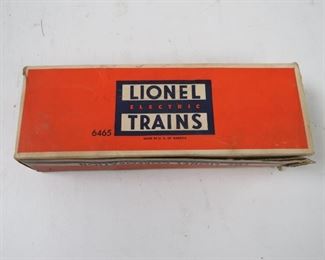 LIONEL
ELECTRIC
TRAINS
6465
MADE IN U. S. OF AMERICA